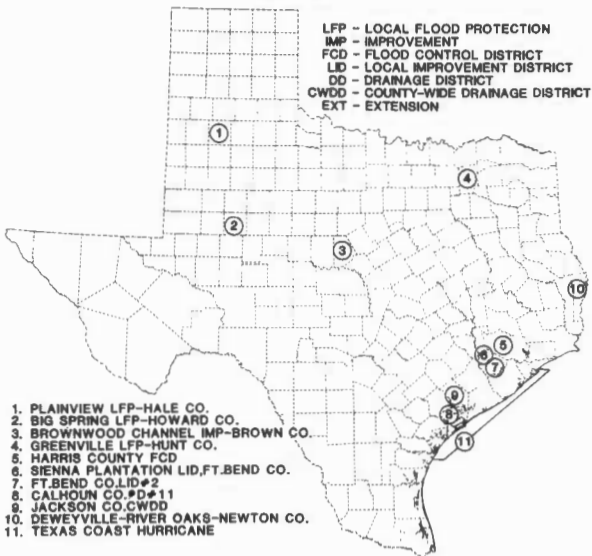 LFP - LOCAL FLOOD PROTECTION
IMP - IMPROVEMENT
FCD - FLOOD CONTROL DISTRICT
LID - LOCAL IMPROVEMENT DISTRICT
DD - DRAINAGE DISTRICT
CWDD - COUNTY-WIDE DRAINAGE DISTRICT
EXT - EXTENSION
1
4
2
3
10
5
6
7
9
8
11
1. PLAINVIEW LFP-HALE CO.
2. BIG SPRING LFP-HOWARD CO.
3. BROWNWOOD CHANNEL IMP-BROWN CO.
4. GREENVILLE LFP-HUNT CO.
5. HARRIS COUNTY FCD
6. SIENNA PLANTATION LID,FT.BEND CO.
7. FT.BEND CO.LID#2
8. CALHOUN CO.#D#11
9. JACKSON CO.CWDD
10. DEWEYVILLE-RIVER OAKS-NEWTON CO.
11. TEXAS COAST HURRICANE